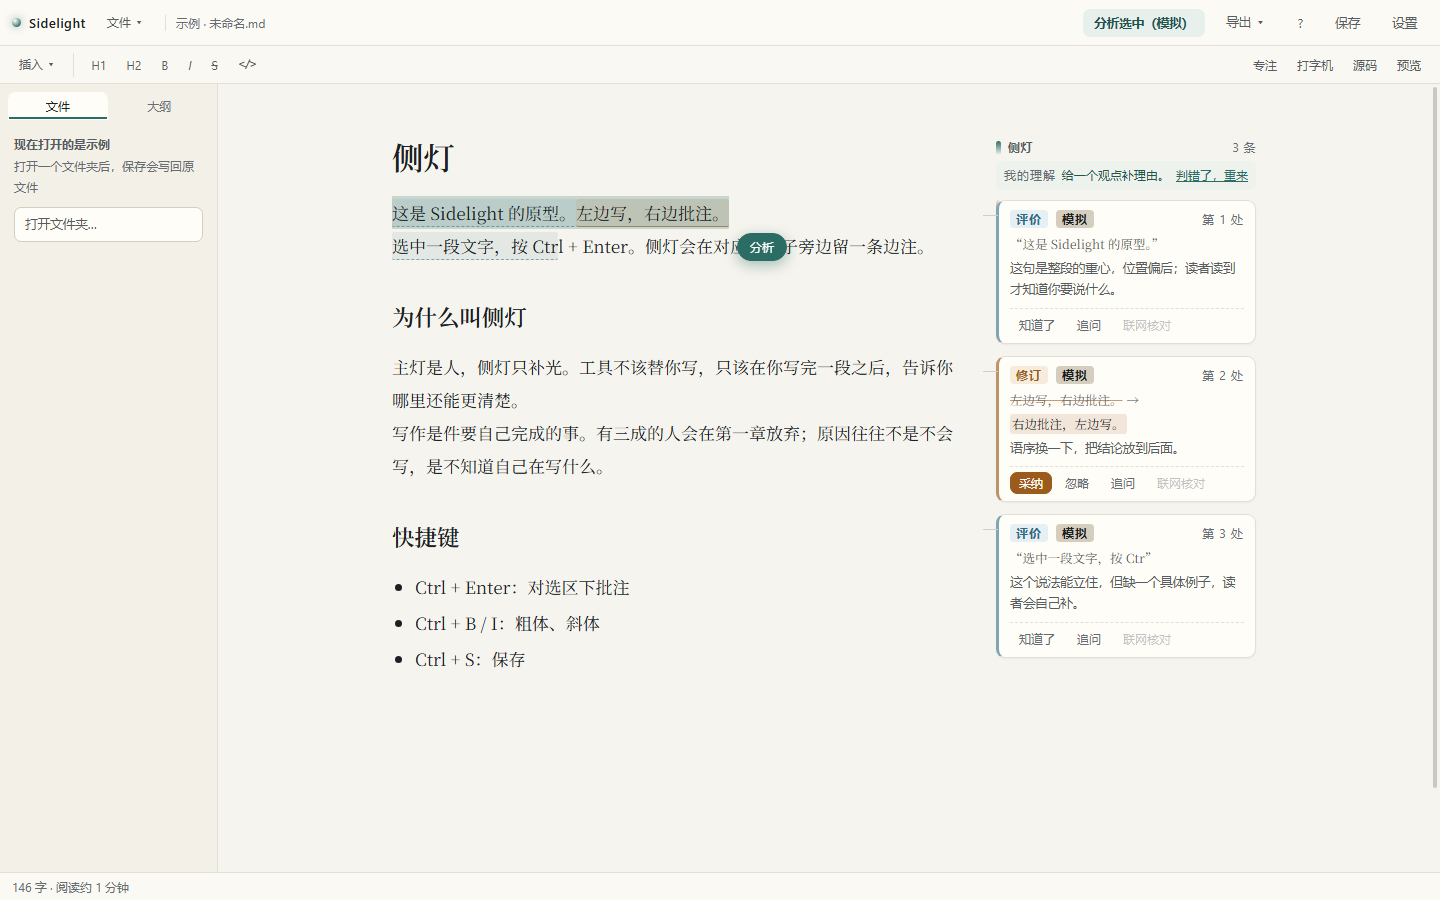 Sidelight 文件 ▾ 示例 · 未命名.md 分析选中（模拟） 导出 ▾ ? 保存 设置
插入 ▾ H1 H2 B I S </> 专注 打字机 源码 预览
文件 大纲
现在打开的是示例
打开一个文件夹后，保存会写回原
文件
打开文件夹...
侧灯
这是 Sidelight 的原型。左边写，右边批注。
选中一段文字，按 Ctrl + Enter。侧灯会在对
分析
子旁边留一条边注。
为什么叫侧灯
主灯是人，侧灯只补光。工具不该替你写，只该在你写完一段之后，告诉你
哪里还能更清楚。
写作是件要自己完成的事。有三成的人会在第一章放弃；原因往往不是不会
写，是不知道自己在写什么。
快捷键
• Ctrl + Enter：对选区下批注
• Ctrl + B / I：粗体、斜体
• Ctrl + S：保存
侧灯 3 条
我的理解 给一个观点补理由。 判错了，重来
评价 模拟 第 1 处
“这是 Sidelight 的原型。”
这句是整段的重心，位置偏后；读者读到
才知道你要说什么。
知道了 追问 联网核对
修订 模拟 第 2 处
左边写，右边批注。 →
右边批注，左边写。
语序换一下，把结论放到后面。
采纳 忽略 追问 联网核对
评价 模拟 第 3 处
“选中一段文字，按 Ctr”
这个说法能立住，但缺一个具体例子，读
者会自己补。
知道了 追问 联网核对
146 字 · 阅读约 1 分钟